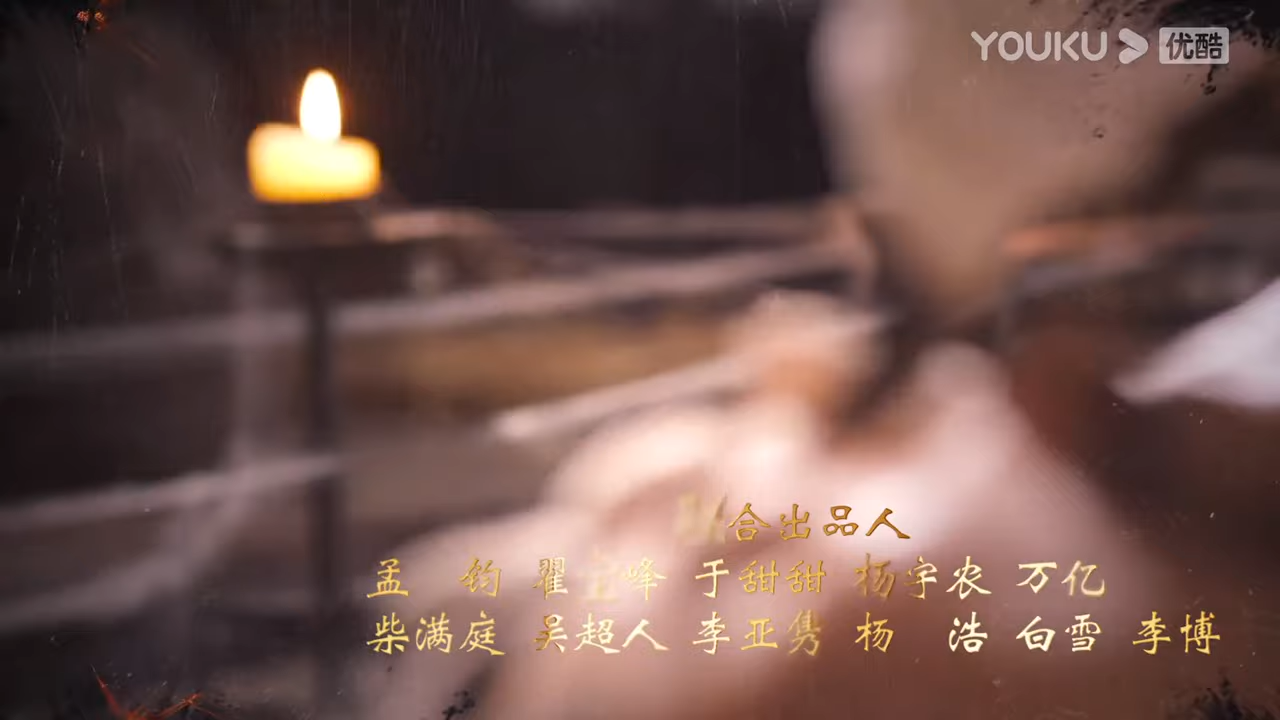 YOUKU 优酷
联合出品人
孟 钧 翟宝峰 于甜甜 杨宇农 万亿
柴满庭 吴超人 李亚隽 杨 浩 白雪 李博